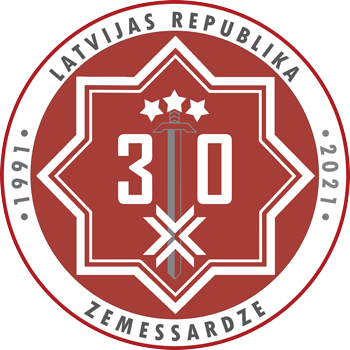 LATVIJAS REPUBLIKA
• 1991 •
30
• 2021 •
ZEMESSARDZE